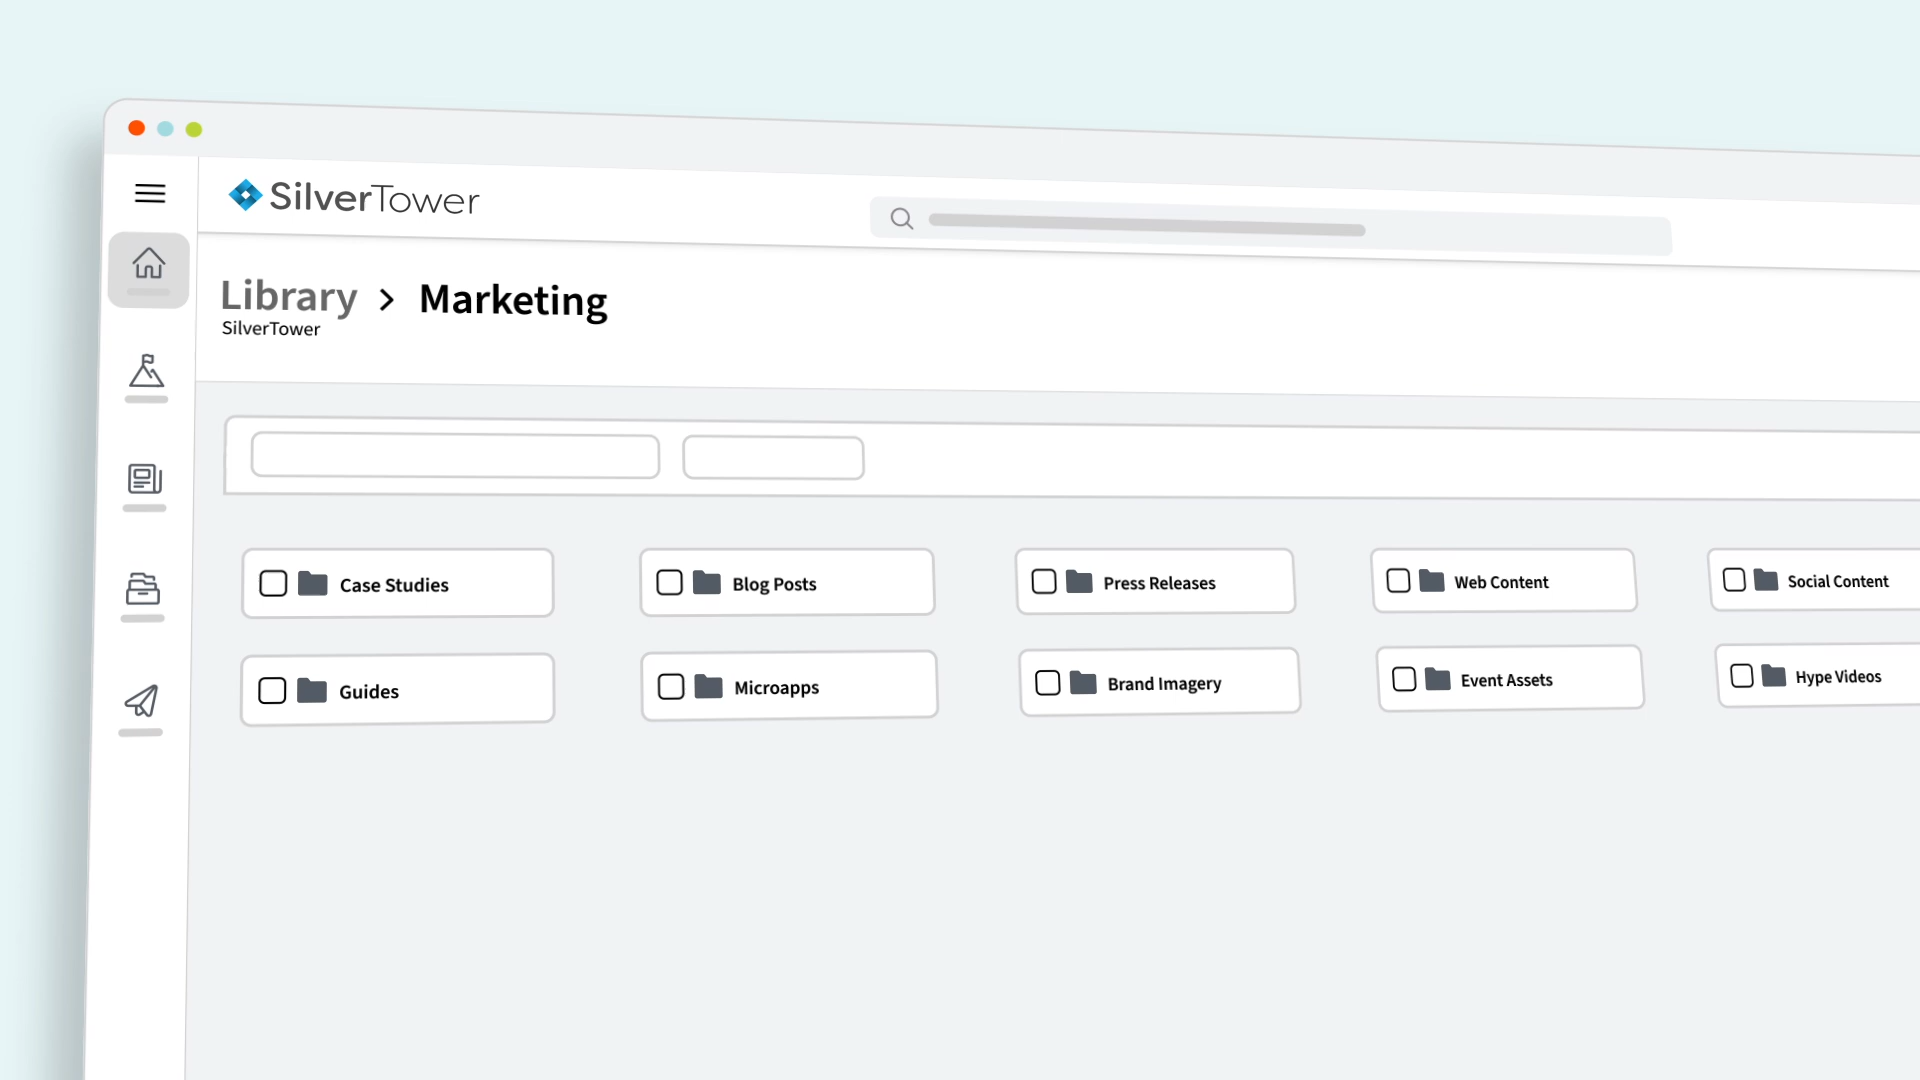 SilverTower
Library > Marketing
SilverTower
Case Studies
Blog Posts
Press Releases
Web Content
Social Content
Guides
Microapps
Brand Imagery
Event Assets
Hype Videos